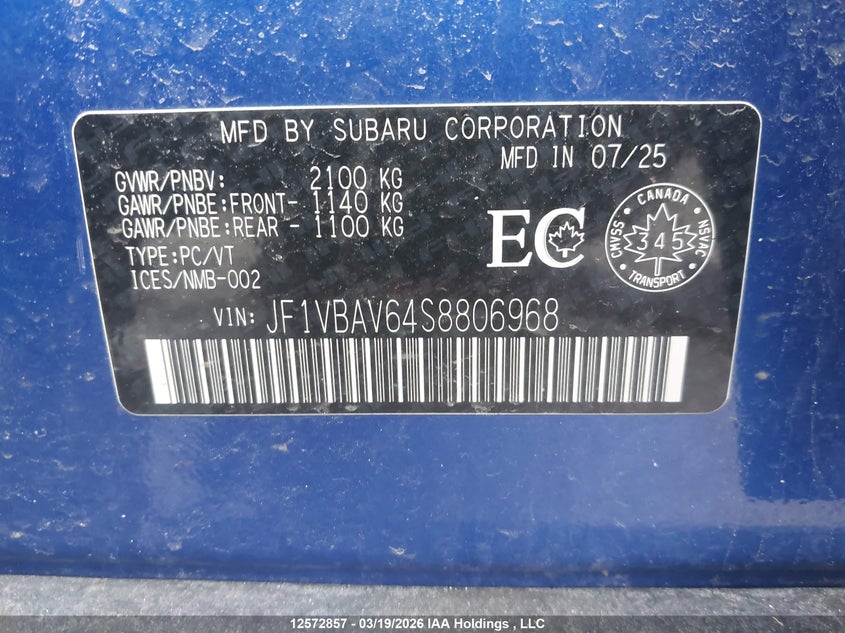 MFD BY SUBARU CORPORATION
MFD IN 07/25
GVWR/PNBV: 2100 KG
GAWR/PNBE:FRONT- 1140 KG
GAWR/PNBE:REAR - 1100 KG
TYPE:PC/VT
ICES/NMB-002
EC
CANADA
CMVSS 345 NSVAC
TRANSPORT
VIN: JF1VBAV64S8806968
12572857 - 03/19/2026 IAA Holdings , LLC